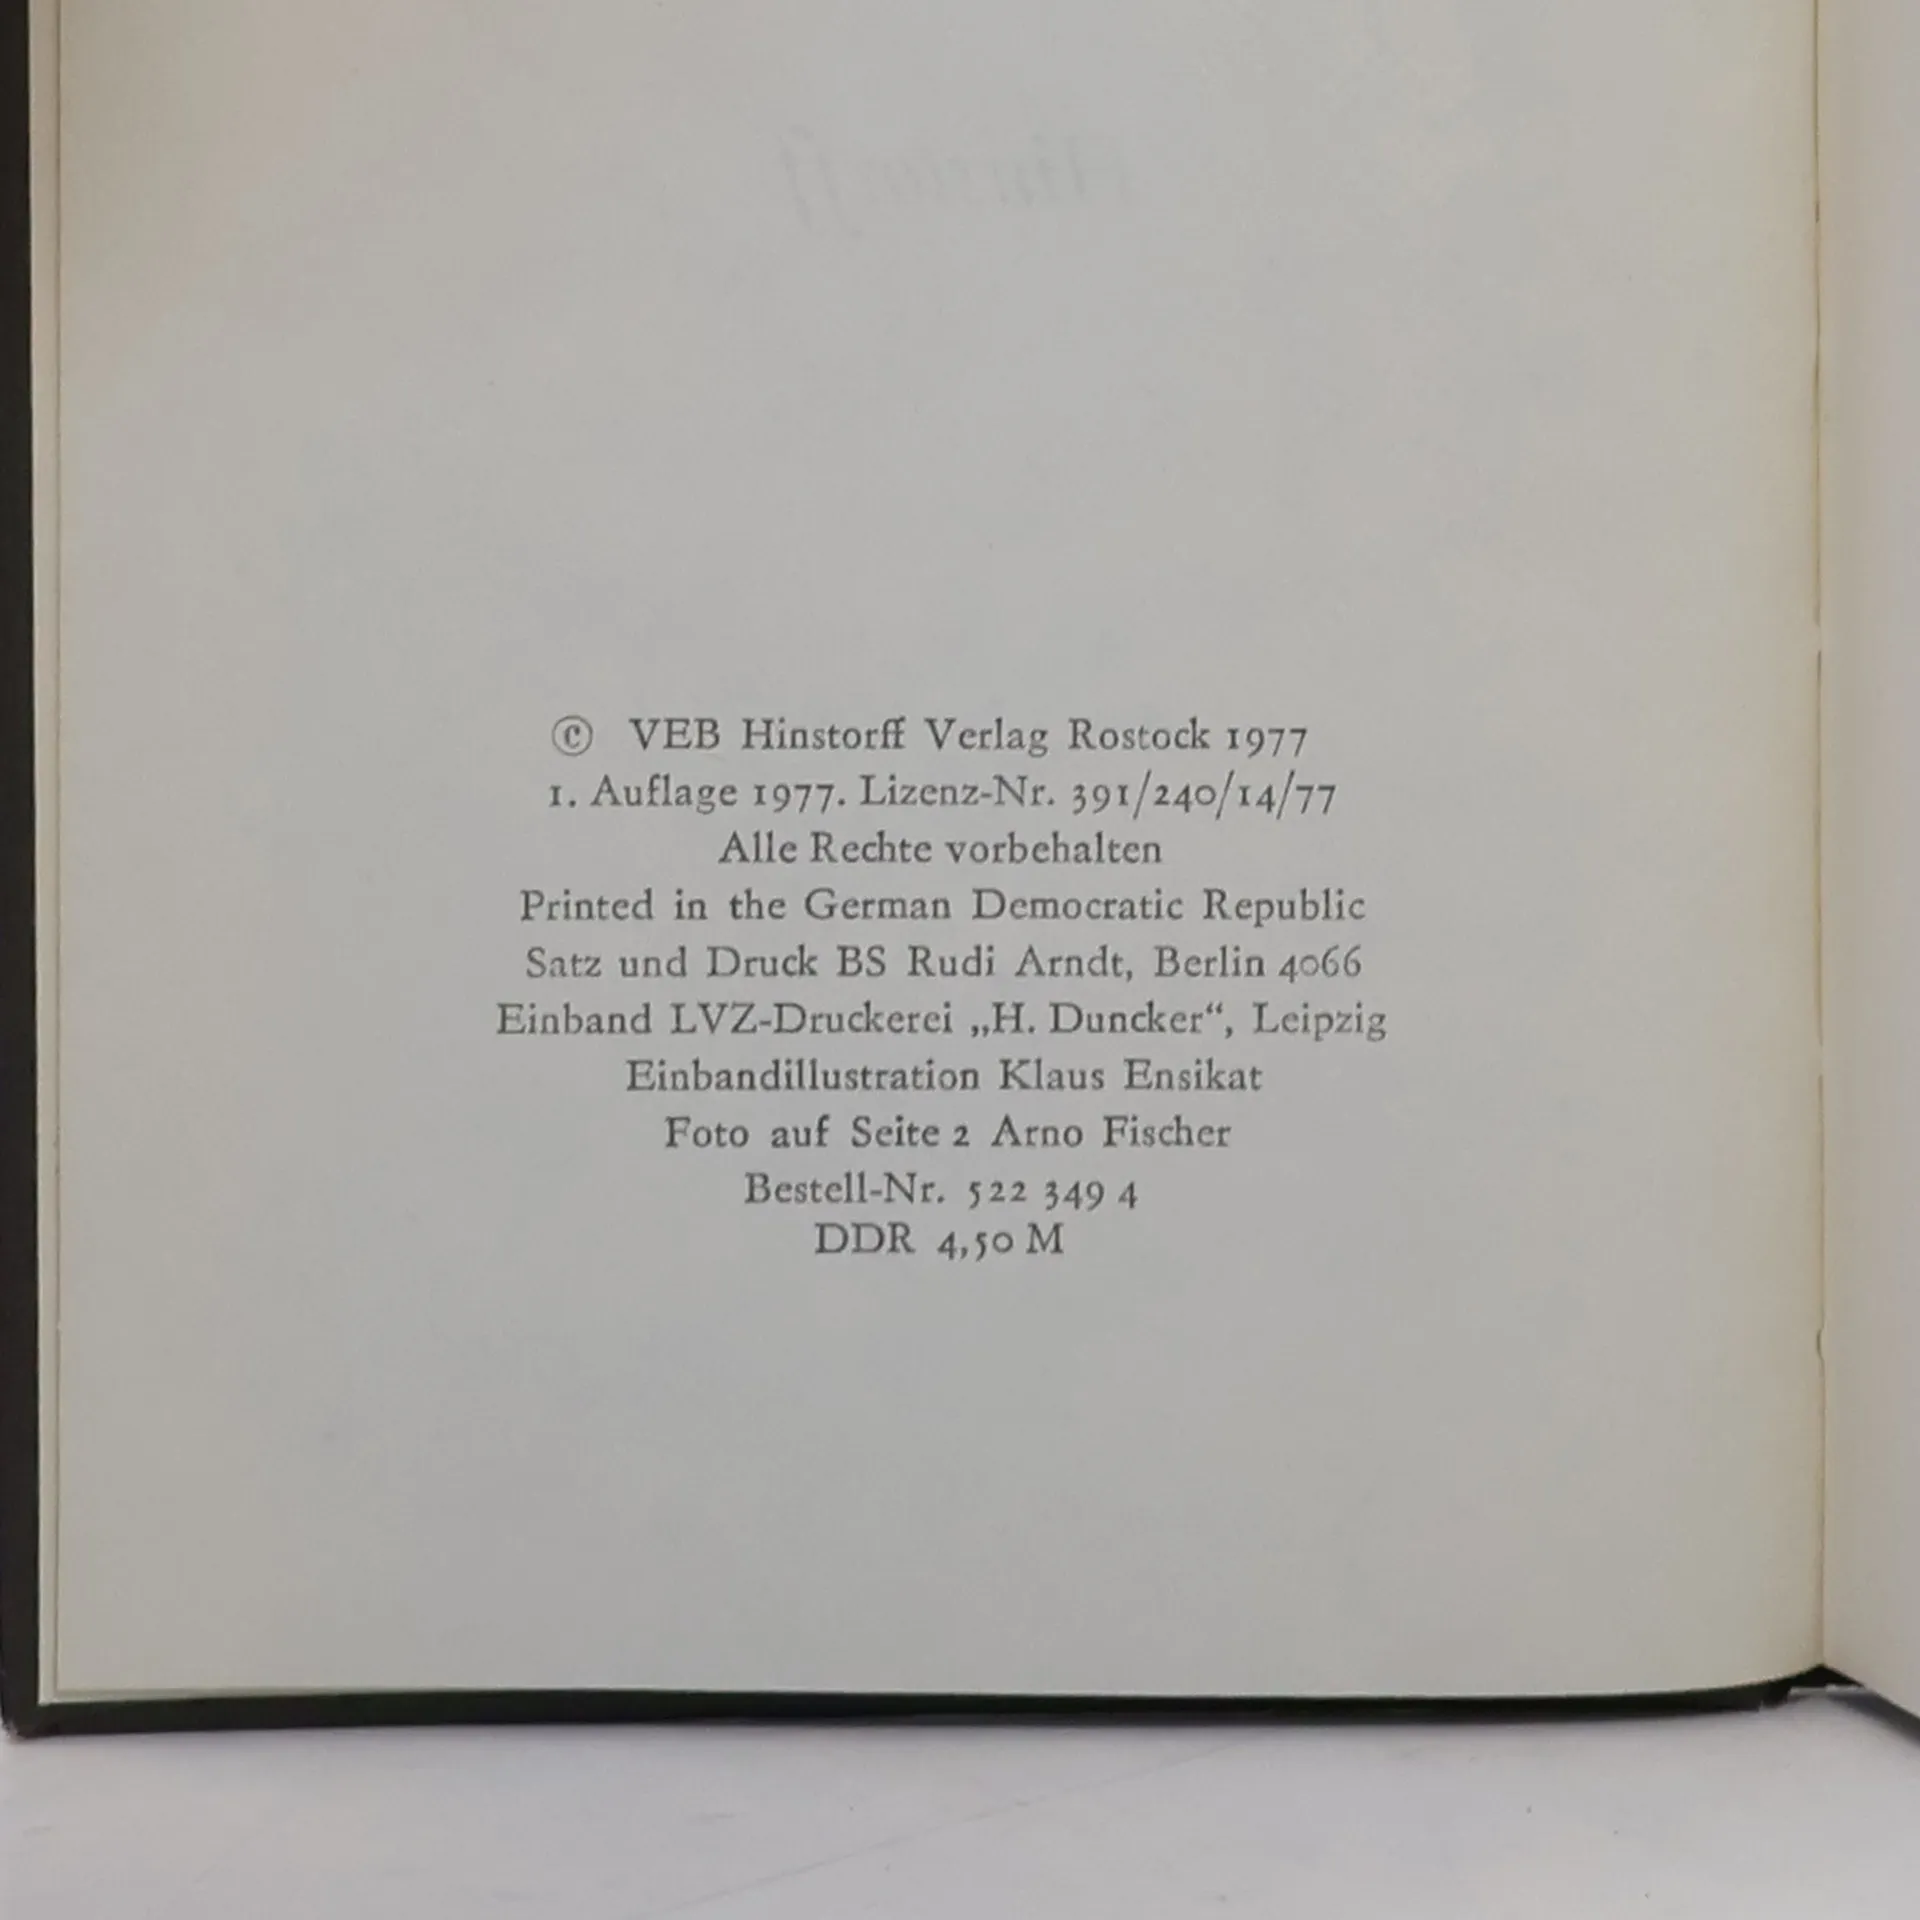 © VEB Hinstorff Verlag Rostock 1977
1. Auflage 1977. Lizenz-Nr. 391/240/14/77
Alle Rechte vorbehalten
Printed in the German Democratic Republic
Satz und Druck BS Rudi Arndt, Berlin 4066
Einband LVZ-Druckerei „H. Duncker“, Leipzig
Einbandillustration Klaus Ensikat
Foto auf Seite 2 Arno Fischer
Bestell-Nr. 522 349 4
DDR 4,50 M